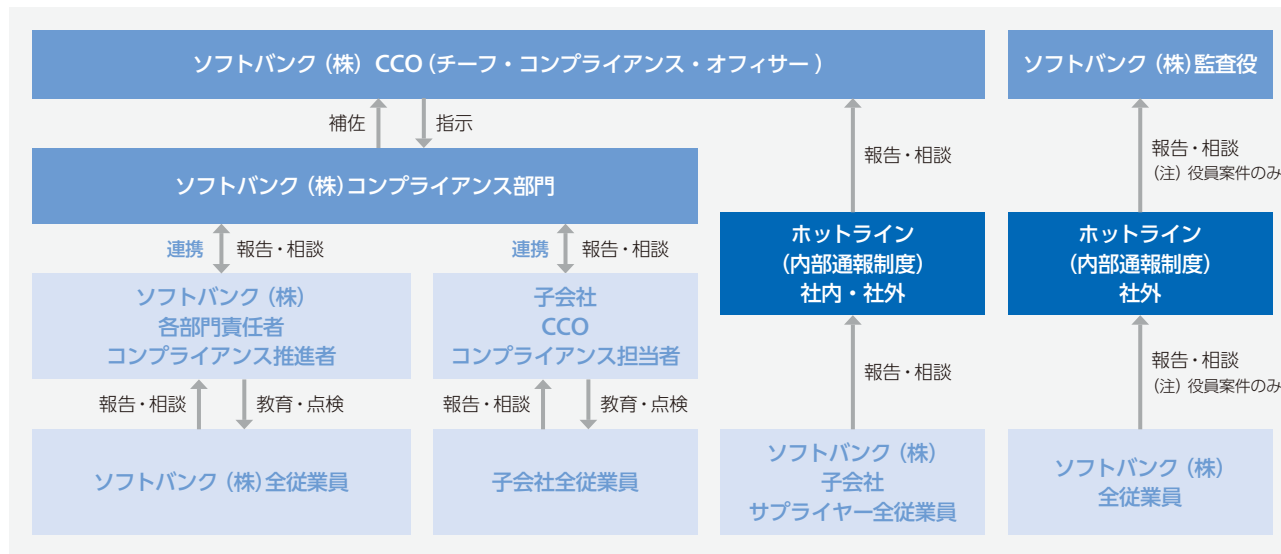 ソフトバンク（株） CCO（チーフ・コンプライアンス・オフィサー）
ソフトバンク（株）監査役
補佐
指示
報告・相談
報告・相談
（注）役員案件のみ
ソフトバンク（株）コンプライアンス部門
連携
報告・相談
連携
報告・相談
ホットライン
（内部通報制度）
社内・社外
ホットライン
（内部通報制度）
社外
ソフトバンク（株）
各部門責任者
コンプライアンス推進者
子会社
CCO
コンプライアンス担当者
報告・相談
教育・点検
報告・相談
教育・点検
報告・相談
報告・相談
（注）役員案件のみ
ソフトバンク（株）全従業員
子会社全従業員
ソフトバンク（株）
子会社
サプライヤー全従業員
ソフトバンク（株）
全従業員